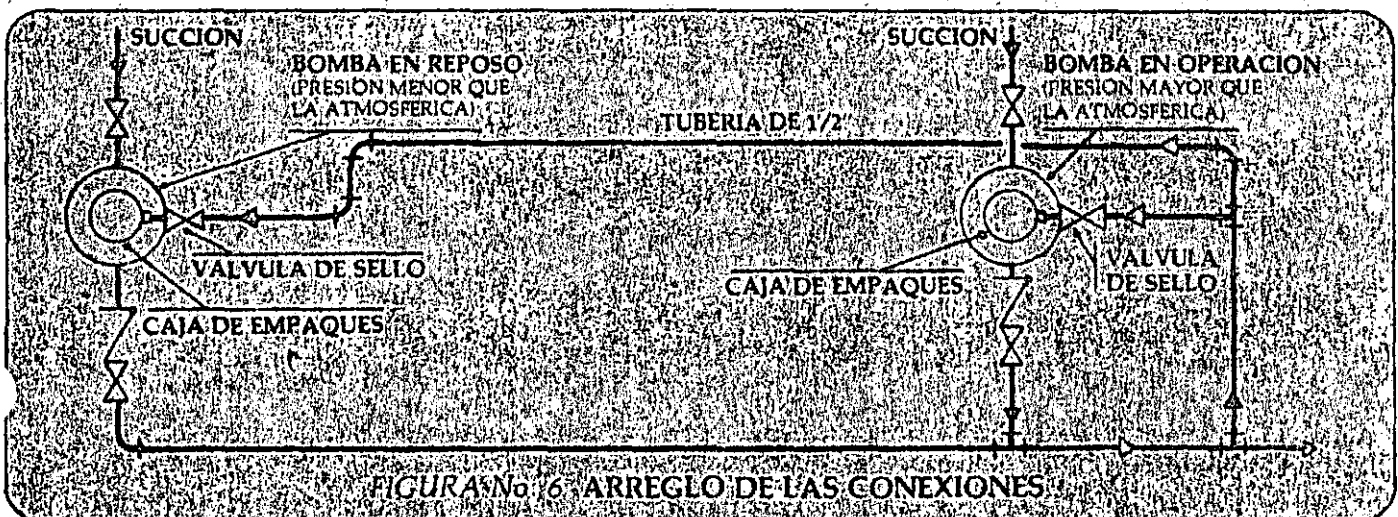 SUCCION
BOMBA EN REPOSO
(PRESION MENOR QUE
LA ATMOSFERICA)
TUBERIA DE 1/2"
SUCCION
BOMBA EN OPERACION
(PRESION MAYOR QUE
LA ATMOSFERICA)
VALVULA DE SELLO
CAJA DE EMPAQUES
CAJA DE EMPAQUES
VALVULA
DE SELLO
FIGURA No. 6 ARREGLO DE LAS CONEXIONES